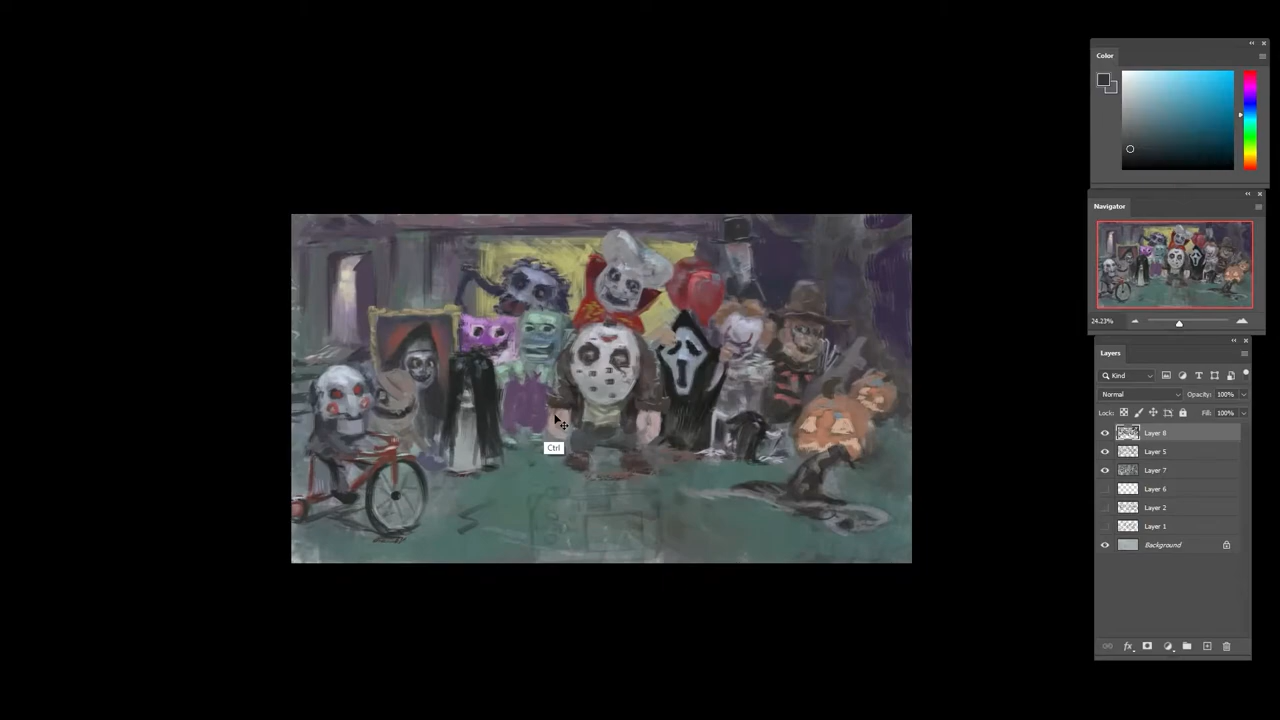 Color
Navigator
24.23%
Layers
Kind
Normal
Opacity: 100%
Lock:
Fill: 100%
Layer 8
Layer 5
Layer 7
Layer 6
Layer 2
Layer 1
Background
fx
Ctrl